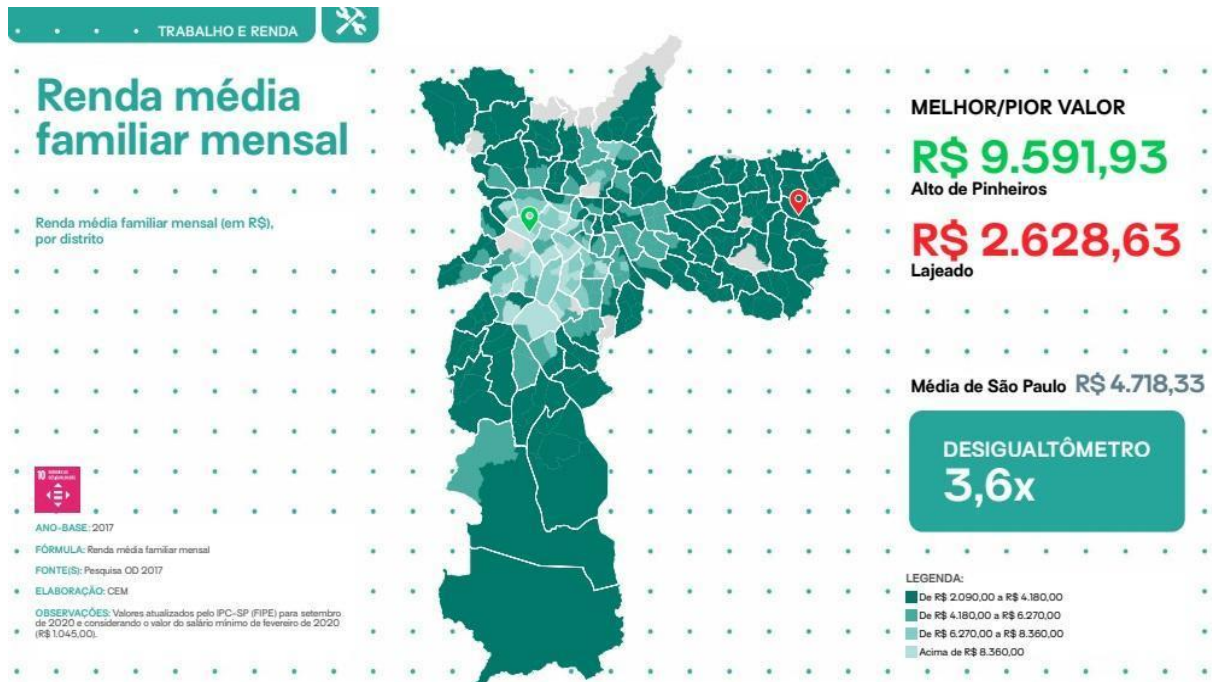 TRABALHO E RENDA
Renda média
familiar mensal
Renda média familiar mensal (em R$),
por distrito
10
ANO-BASE: 2017
FÓRMULA: Renda média familiar mensal
FONTE(S): Pesquisa OD 2017
ELABORAÇÃO: CEM
OBSERVAÇÕES: Valores atualizados pelo IPC-SP (FIPE) para setembro
de 2020 e considerando o valor do salário mínimo de fevereiro de 2020
(R$ 1.045,00).
MELHOR/PIOR VALOR
R$ 9.591,93
Alto de Pinheiros
R$ 2.628,63
Lajeado
Média de São Paulo R$ 4.718,33
DESIGUALTÔMETRO
3,6x
LEGENDA:
De R$ 2.090,00 a R$ 4.180,00
De R$ 4.180,00 a R$ 6.270,00
De R$ 6.270,00 a R$ 8.360,00
Acima de R$ 8.360,00